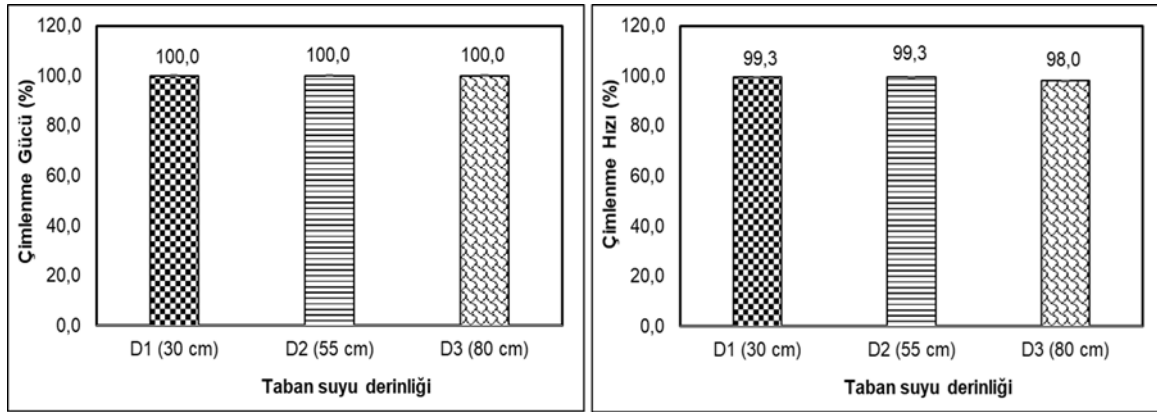 120,0
100,0
80,0
60,0
40,0
20,0
0,0
Çimlenme Gücü (%)
100,0 100,0 100,0
D1 (30 cm) D2 (55 cm) D3 (80 cm)
Taban suyu derinliği
120,0
100,0
80,0
60,0
40,0
20,0
0,0
Çimlenme Hızı (%)
99,3 99,3 98,0
D1 (30 cm) D2 (55 cm) D3 (80 cm)
Taban suyu derinliği